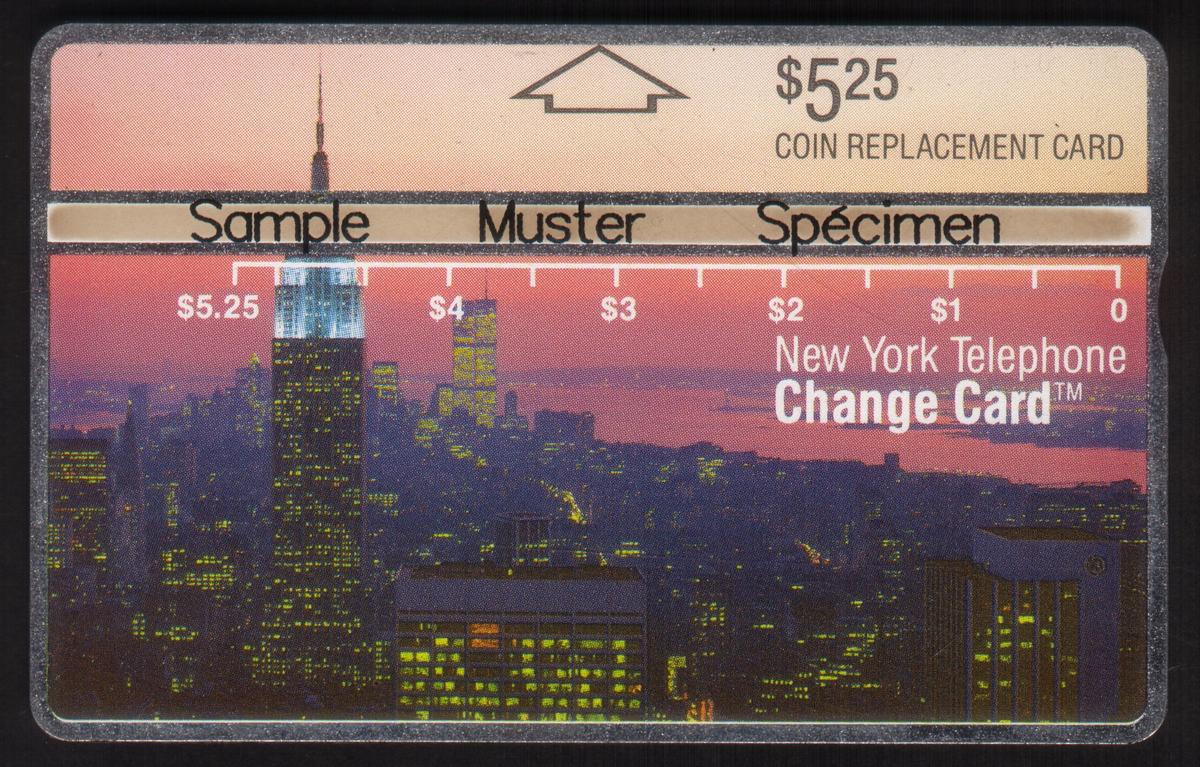 $5.25
COIN REPLACEMENT CARD
Sample Muster Spécimen
$5.25 $4 $3 $2 $1 0
New York Telephone
Change Card™